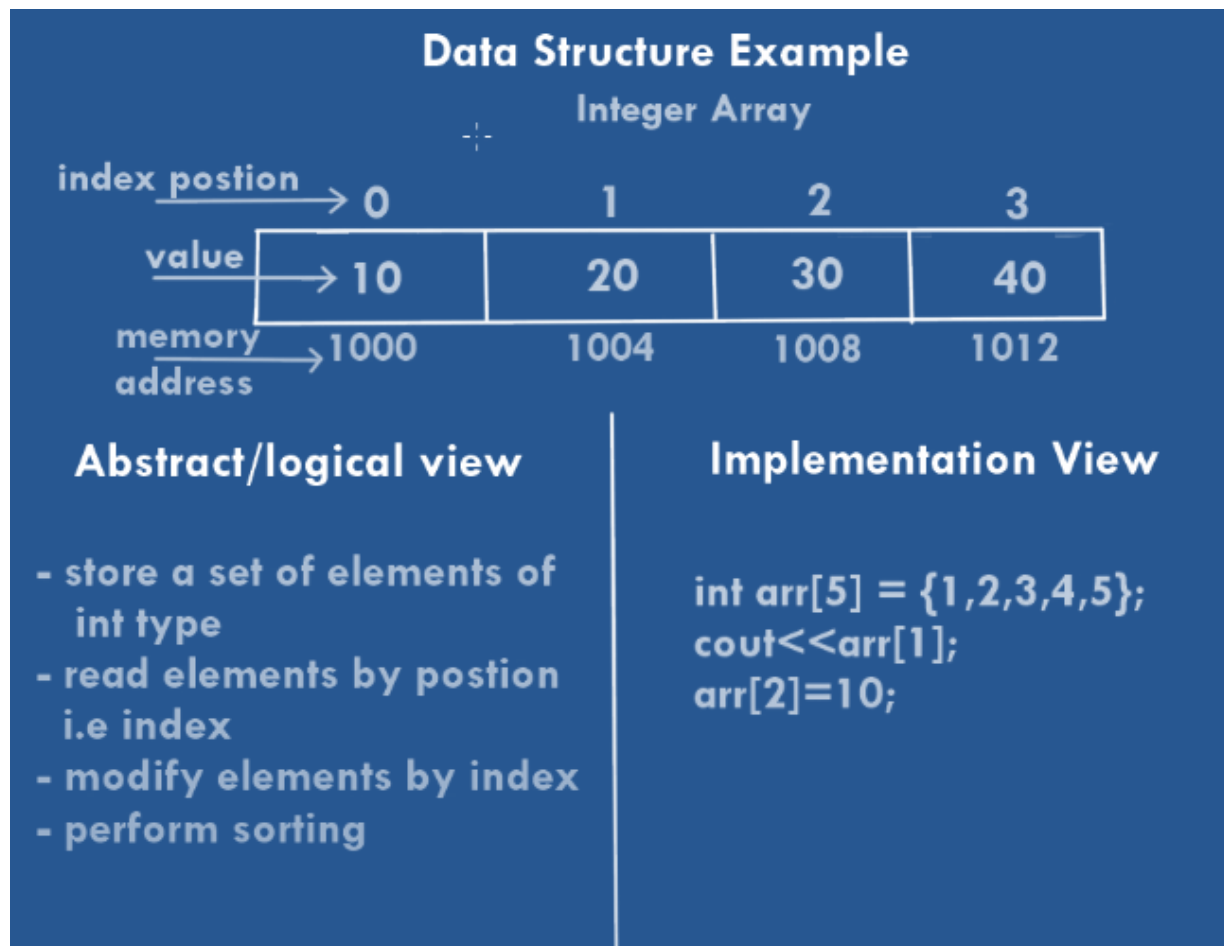 Data Structure Example
Integer Array
index postion
0 1 2 3
value
10 20 30 40
memory
address
1000 1004 1008 1012
Abstract/logical view
- store a set of elements of
int type
- read elements by postion
i.e index
- modify elements by index
- perform sorting
Implementation View
int arr[5] = {1,2,3,4,5};
cout<<arr[1];
arr[2]=10;